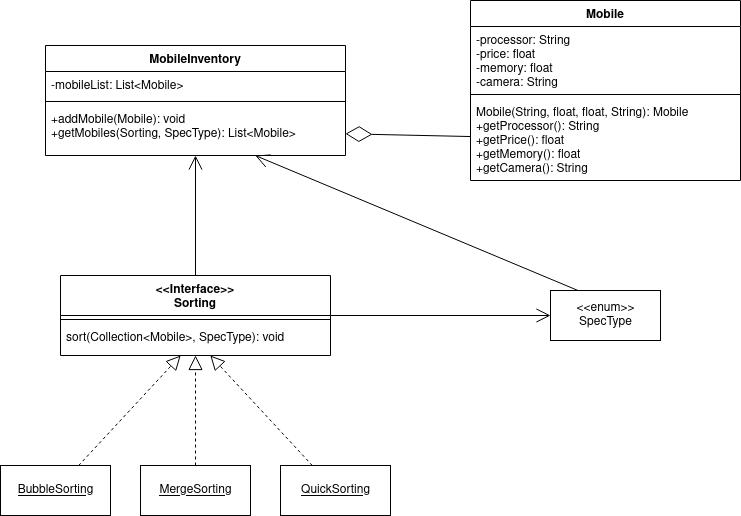 Mobile
-processor: String
-price: float
-memory: float
-camera: String
Mobile(String, float, float, String): Mobile
+getProcessor(): String
+getPrice(): float
+getMemory(): float
+getCamera(): String
MobileInventory
-mobileList: List<Mobile>
+addMobile(Mobile): void
+getMobiles(Sorting, SpecType): List<Mobile>
<<Interface>>
Sorting
sort(Collection<Mobile>, SpecType): void
<<enum>>
SpecType
BubbleSorting
MergeSorting
QuickSorting